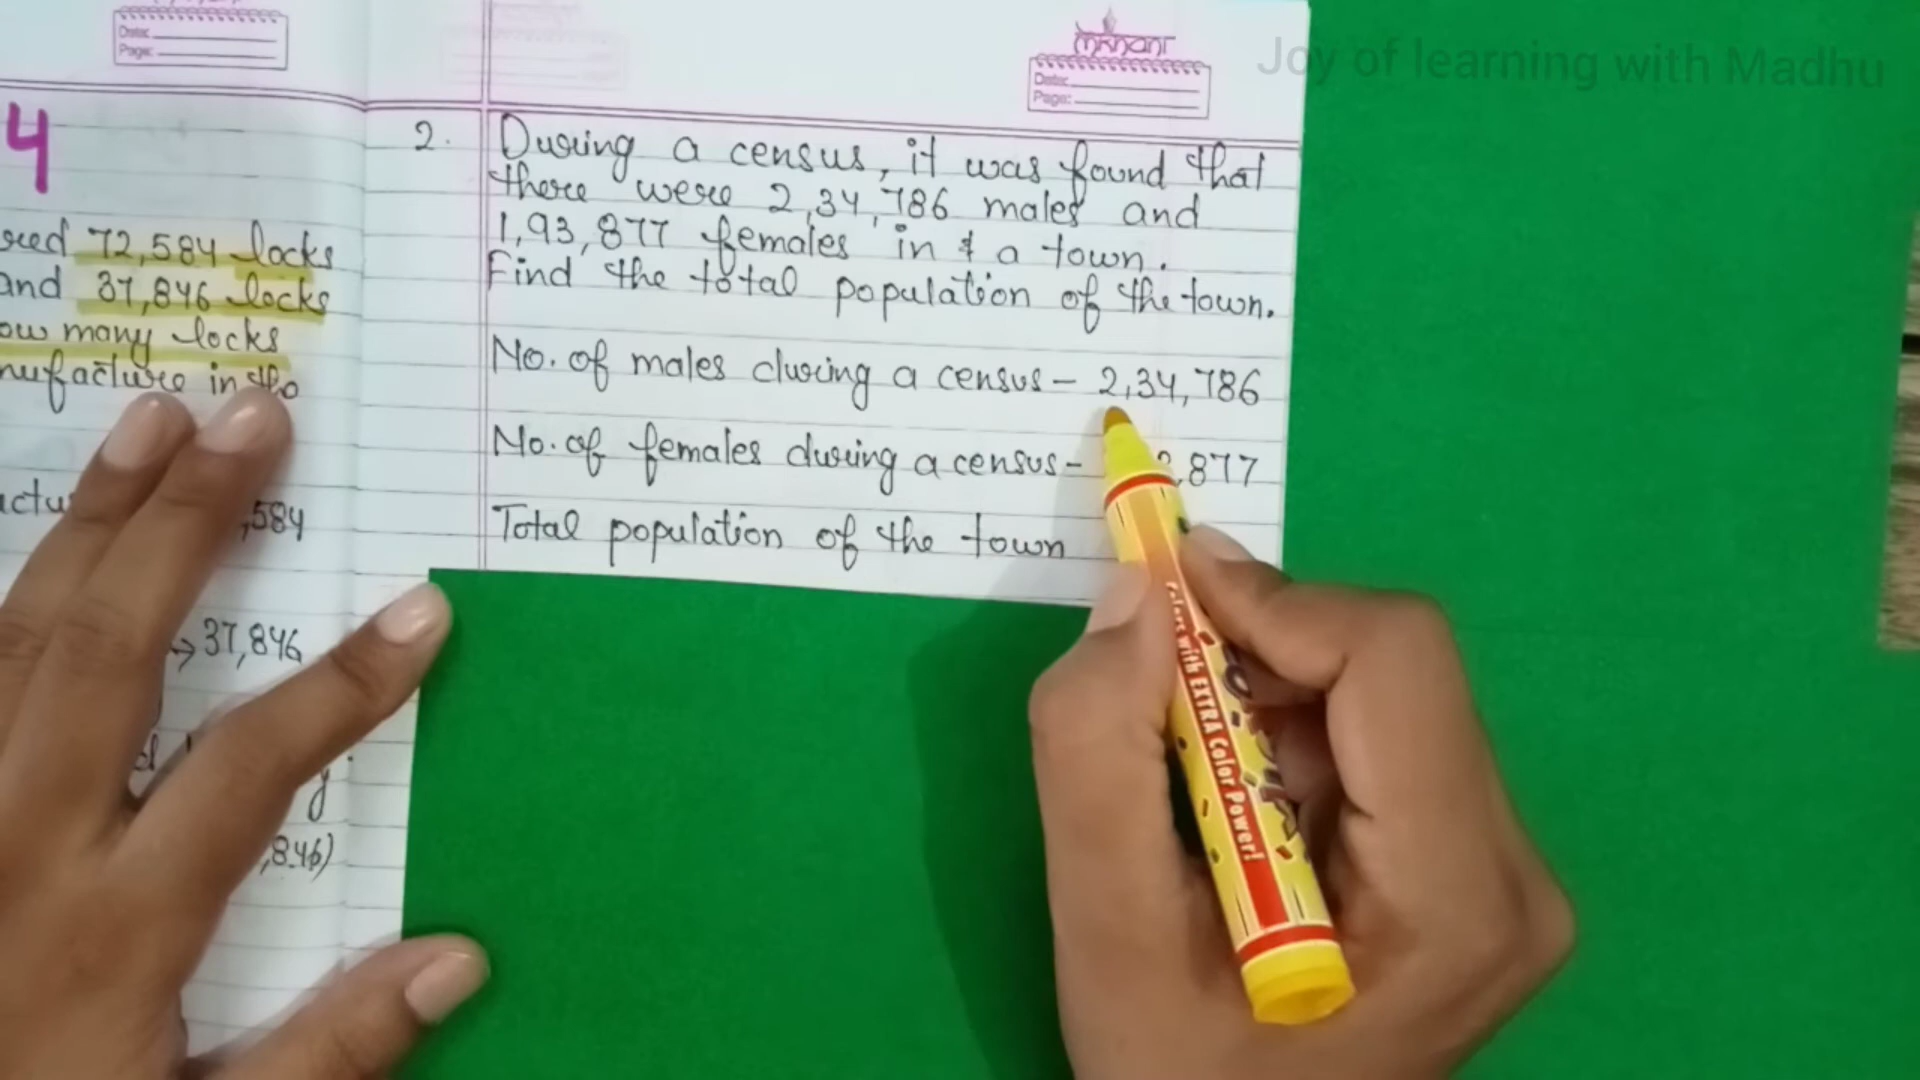 Date:
Page:
Date:
Page:
Joy of learning with Madhu
4
72,584 locks
and 37,846 locks
many locks
in the
,584
→ 37,846
,846)
2. During a census, it was found that
there were 2,34,786 males and
1,93,877 females in a town.
Find the total population of the town.
No. of males during a census - 2,34,786
No. of females during a census - ,877
Total population of the town
Colors with EXTRA Color Power!